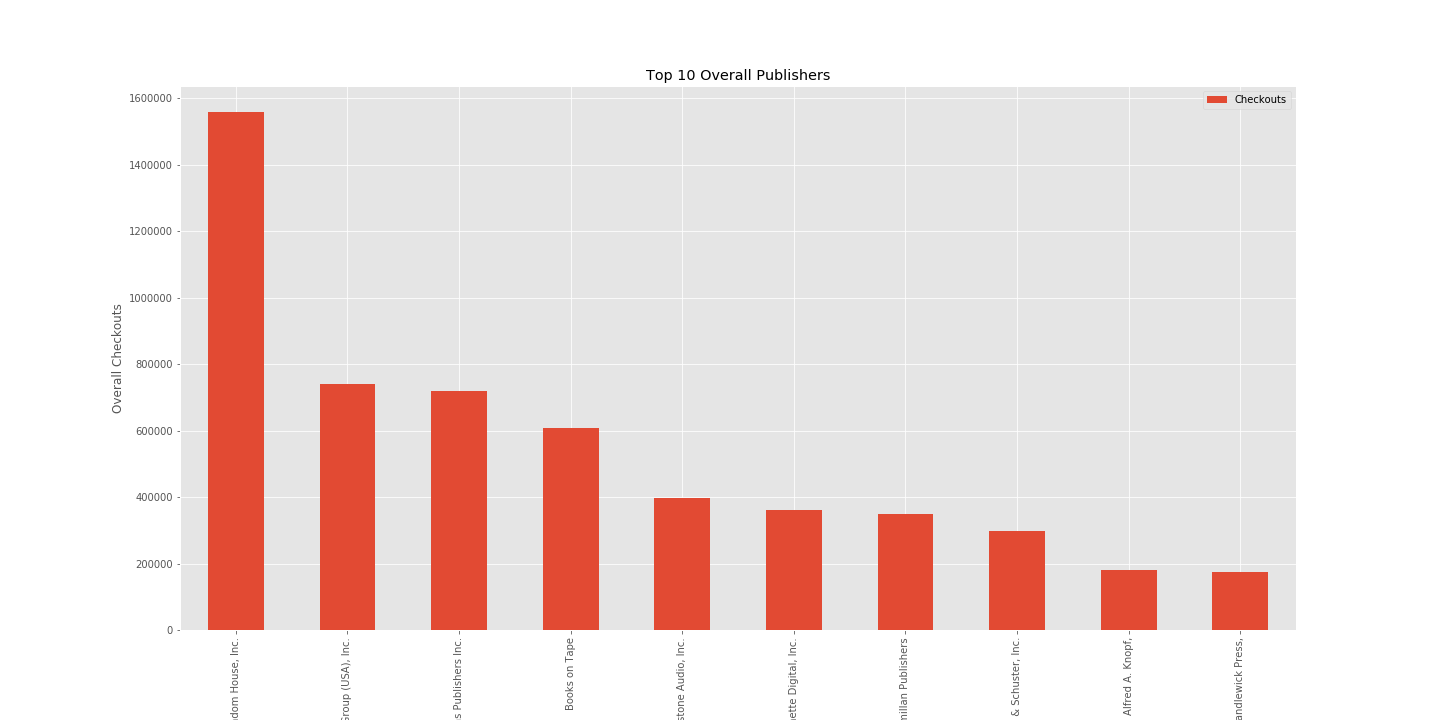 Top 10 Overall Publishers
Checkouts
1600000
1400000
1200000
1000000
800000
600000
400000
200000
0
Overall Checkouts
dom House, Inc.
Group (USA), Inc.
s Publishers Inc.
Books on Tape
stone Audio, Inc.
ette Digital, Inc.
millan Publishers
& Schuster, Inc.
Alfred A. Knopf,
andlewick Press,